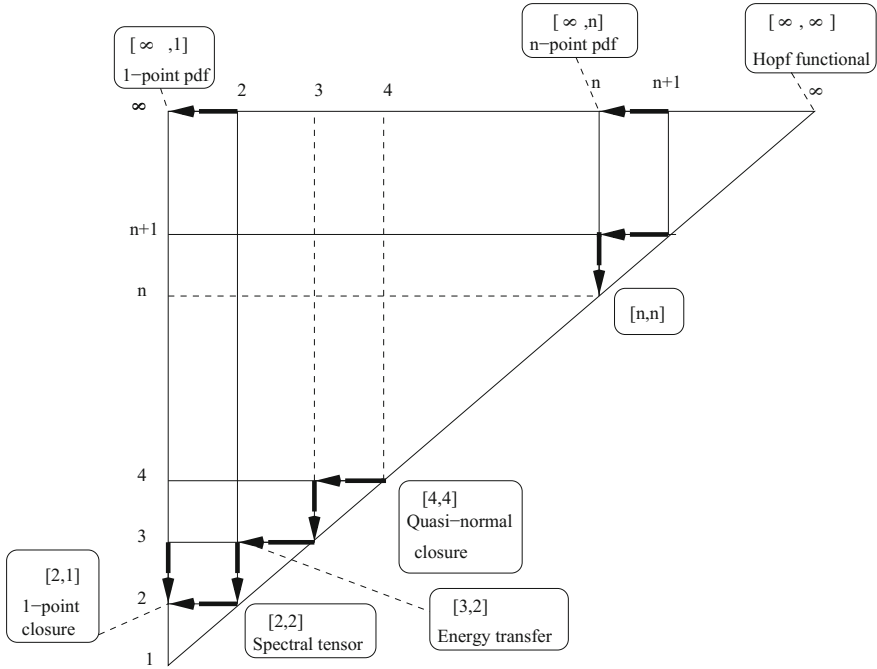 [ ∞ ,1]
1−point pdf
[ ∞ ,n]
n−point pdf
[ ∞ , ∞ ]
Hopf functional
2
3
4
n
n+1
∞
∞
n+1
n
[n,n]
4
[4,4]
Quasi−normal
closure
3
[2,1]
1−point
closure
2
[2,2]
Spectral tensor
[3,2]
Energy transfer
1